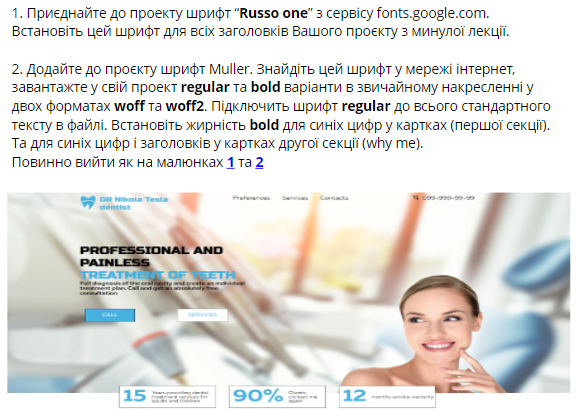 1. Приєднайте до проекту шрифт “Russo one” з сервісу fonts.google.com.
Встановіть цей шрифт для всіх заголовків Вашого проєкту з минулої лекції.
2. Додайте до проєкту шрифт Muller. Знайдіть цей шрифт у мережі інтернет,
завантажте у свій проект regular та bold варіанти в звичайному накресленні у
двох форматах woff та woff2. Підключить шрифт regular до всього стандартного
тексту в файлі. Встановіть жирність bold для синіх цифр у картках (першої секції).
Та для синіх цифр і заголовків у картках другої секції (why me).
Повинно вийти як на малюнках 1 та 2
DR Nikola Tesla
dentist
Preferences Services Contacts
099-999-99-99
PROFESSIONAL AND
PAINLESS
TREATMENT OF TEETH
Full diagnosis of the oral cavity and create an individual
treatment plan. Call and get an absolutely free
consultation
CALL SERVICES
15 Years providing dental
treatment services for
adults and children
90% Clients
contact me
again
12 months service warranty